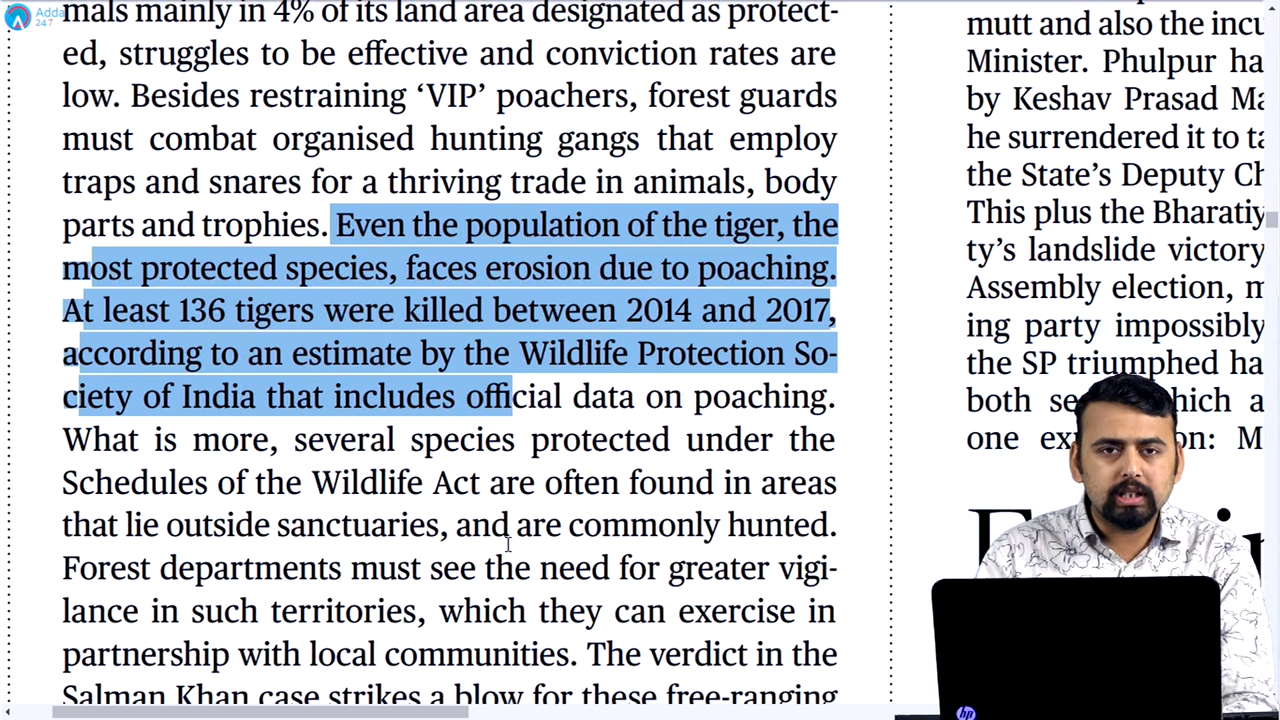 Adda
247
mals mainly in 4% of its land area designated as protect-
ed, struggles to be effective and conviction rates are
low. Besides restraining ‘VIP’ poachers, forest guards
must combat organised hunting gangs that employ
traps and snares for a thriving trade in animals, body
parts and trophies. Even the population of the tiger, the
most protected species, faces erosion due to poaching.
At least 136 tigers were killed between 2014 and 2017,
according to an estimate by the Wildlife Protection So-
ciety of India that includes official data on poaching.
What is more, several species protected under the
Schedules of the Wildlife Act are often found in areas
that lie outside sanctuaries, and are commonly hunted.
Forest departments must see the need for greater vigi-
lance in such territories, which they can exercise in
partnership with local communities. The verdict in the
Salman Khan case strikes a blow for these free-ranging
mutt and also the incu
Minister. Phulpur ha
by Keshav Prasad Ma
he surrendered it to ta
the State’s Deputy Ch
This plus the Bharatiy
ty’s landslide victory
Assembly election, m
ing party impossibly
the SP triumphed ha
both se hich a
one ex on: M
hp